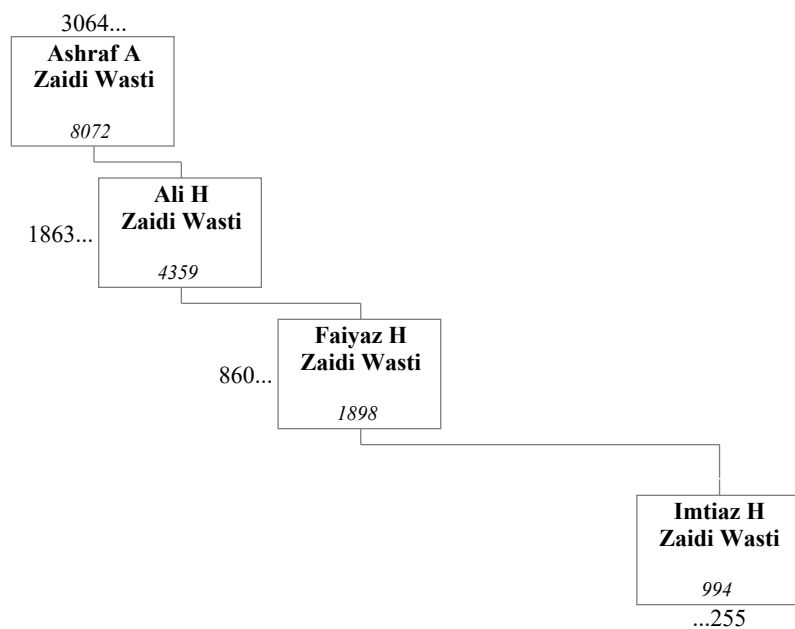 3064...
Ashraf A
Zaidi Wasti
8072
Ali H
Zaidi Wasti
1863...
4359
Faiyaz H
Zaidi Wasti
860...
1898
Imtiaz H
Zaidi Wasti
994
...255